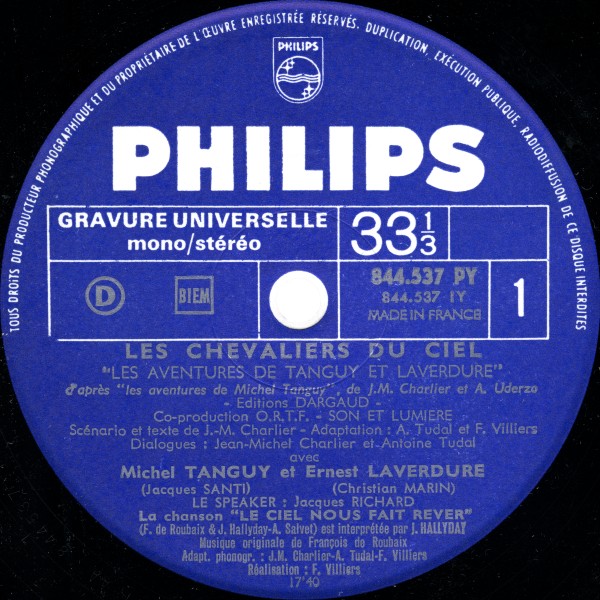 TOUS DROITS DU PRODUCTEUR PHONOGRAPHIQUE ET DU PROPRIÉTAIRE DE L'ŒUVRE ENREGISTRÉE RÉSERVÉS. DUPLICATION, EXÉCUTION PUBLIQUE, RADIODIFFUSION DE CE DISQUE INTERDITES
PHILIPS
PHILIPS
GRAVURE UNIVERSELLE
mono/stéréo
33 1/3
D
BIEM
844.537 PY
844.537 IY
MADE IN FRANCE
1
LES CHEVALIERS DU CIEL
"LES AVENTURES DE TANGUY ET LAVERDURE"
d'après "les aventures de Michel Tanguy", de J.M. Charlier et A. Uderzo
- Editions DARGAUD -
Co-production O.R.T.F. - SON ET LUMIERE
Scénario et texte de J.-M. Charlier - Adaptation : A. Tudal et F. Villiers
Dialogues : Jean-Michel Charlier et Antoine Tudal
avec
Michel TANGUY et Ernest LAVERDURE
(Jacques SANTI) (Christian MARIN)
LE SPEAKER : Jacques RICHARD
La chanson "LE CIEL NOUS FAIT REVER"
(F. de Roubaix & J. Hallyday-A. Salvet) est interprétée par J. HALLYDAY
Musique originale de François de Roubaix
Adapt. phonogr. : J.M. Charlier-A. Tudal-F. Villiers
Réalisation : F. Villiers
17'40